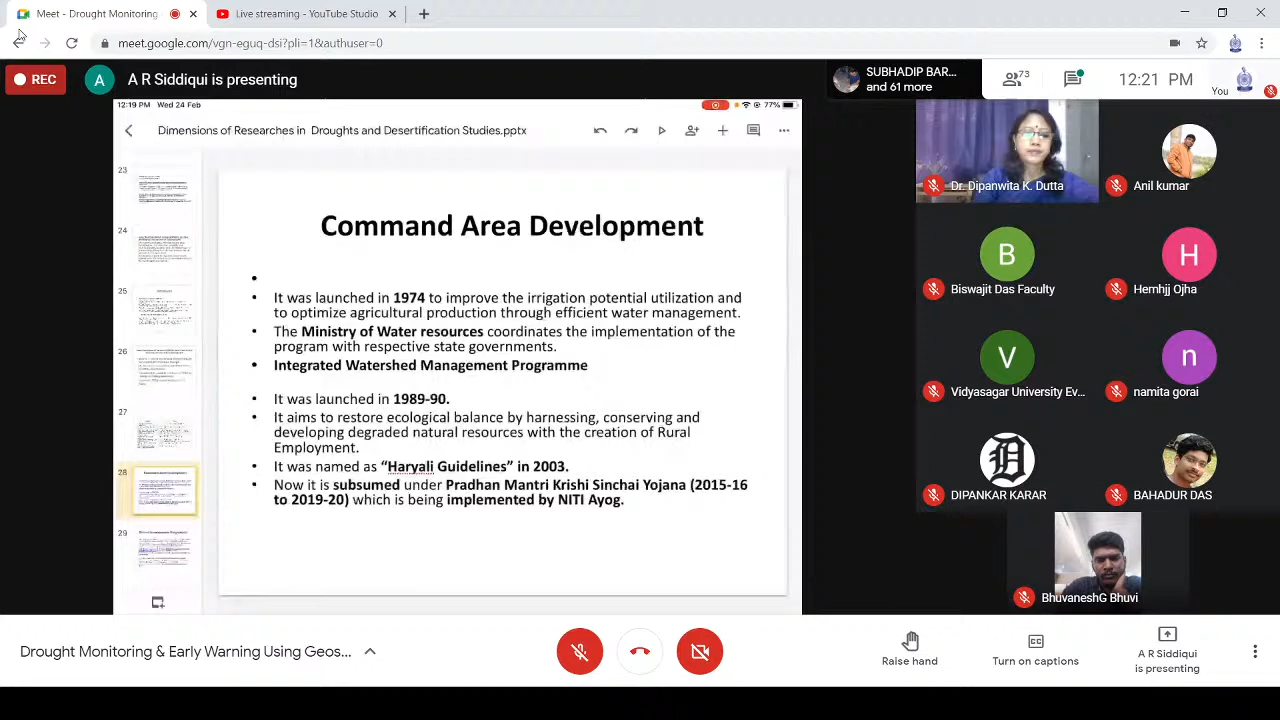 Meet - Drought Monitoring
Live streaming - YouTube Studio
meet.google.com/vgn-eguq-dsi?pli=1&authuser=0
REC
A
A R Siddiqui is presenting
SUBHADIP BAR...
and 61 more
73
12:21 PM
You
12:19 PM Wed 24 Feb
77%
Dimensions of Researches in Droughts and Desertification Studies.pptx
23
24
25
26
27
28
29
Command Area Development
•
• It was launched in 1974 to improve the irrigation potential utilization and
to optimize agricultural production through efficien water management.
• The Ministry of Water resources coordinates the implementation of the
program with respective state governments.
• Integrated Watershed Management Programme
• It was launched in 1989-90.
• It aims to restore ecological balance by harnessing, conserving and
developing degraded natural resources with the creation of Rural
Employment.
• It was named as “Haryali Guidelines” in 2003.
Now it is subsumed under Pradhan Mantri Krishi Sinchai Yojana (2015-16
to 2019-20) which is being implemented by NITI Ayog.
Anil kumar
B
Biswajit Das Faculty
H
Hemhjj Ojha
V
Vidyasagar University Ev...
n
namita gorai
D
DIPANKAR KUMAR
BAHADUR DAS
BhuvaneshG Bhuvi
Drought Monitoring & Early Warning Using Geos...
Raise hand
CC
Turn on captions
A R Siddiqui
is presenting